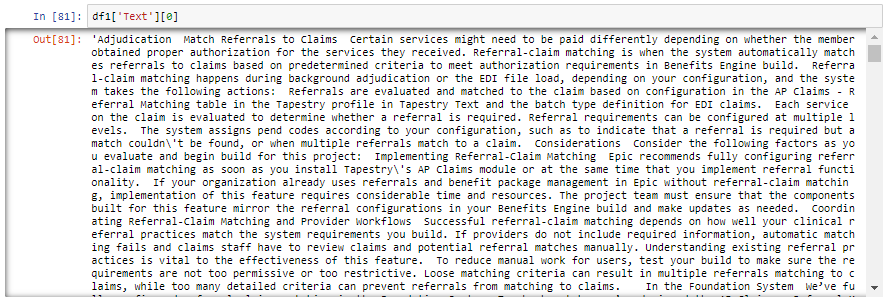 In [81]: df1['Text'][0]
Out[81]: 'Adjudication  Match Referrals to Claims  Certain services might need to be paid differently depending on whether the member
obtained proper authorization for the services they received. Referral-claim matching is when the system automatically match
es referrals to claims based on predetermined criteria to meet authorization requirements in Benefits Engine build.  Referra
l-claim matching happens during background adjudication or the EDI file load, depending on your configuration, and the syste
m takes the following actions:  Referrals are evaluated and matched to the claim based on configuration in the AP Claims - R
eferral Matching table in the Tapestry profile in Tapestry Text and the batch type definition for EDI claims.  Each service
on the claim is evaluated to determine whether a referral is required. Referral requirements can be configured at multiple l
evels.  The system assigns pend codes according to your configuration, such as to indicate that a referral is required but a
match couldn\'t be found, or when multiple referrals match to a claim.  Considerations  Consider the following factors as yo
u evaluate and begin build for this project:  Implementing Referral-Claim Matching  Epic recommends fully configuring referr
al-claim matching as soon as you install Tapestry\'s AP Claims module or at the same time that you implement referral functi
onality.  If your organization already uses referrals and benefit package management in Epic without referral-claim matchin
g, implementation of this feature requires considerable time and resources. The project team must ensure that the components
built for this feature mirror the referral configurations in your Benefits Engine build and make updates as needed.  Coordin
ating Referral-Claim Matching and Provider Workflows  Successful referral-claim matching depends on how well your clinical r
eferral practices match the system requirements you build. If providers do not include required information, automatic match
ing fails and claims staff have to review claims and potential referral matches manually. Understanding existing referral pr
actices is vital to the effectiveness of this feature.  To reduce manual work for users, test your build to make sure the re
quirements are not too permissive or too restrictive. Loose matching criteria can result in multiple referrals matching to c
laims, while too many detailed criteria can prevent referrals from matching to claims.    In the Foundation System  We've fu